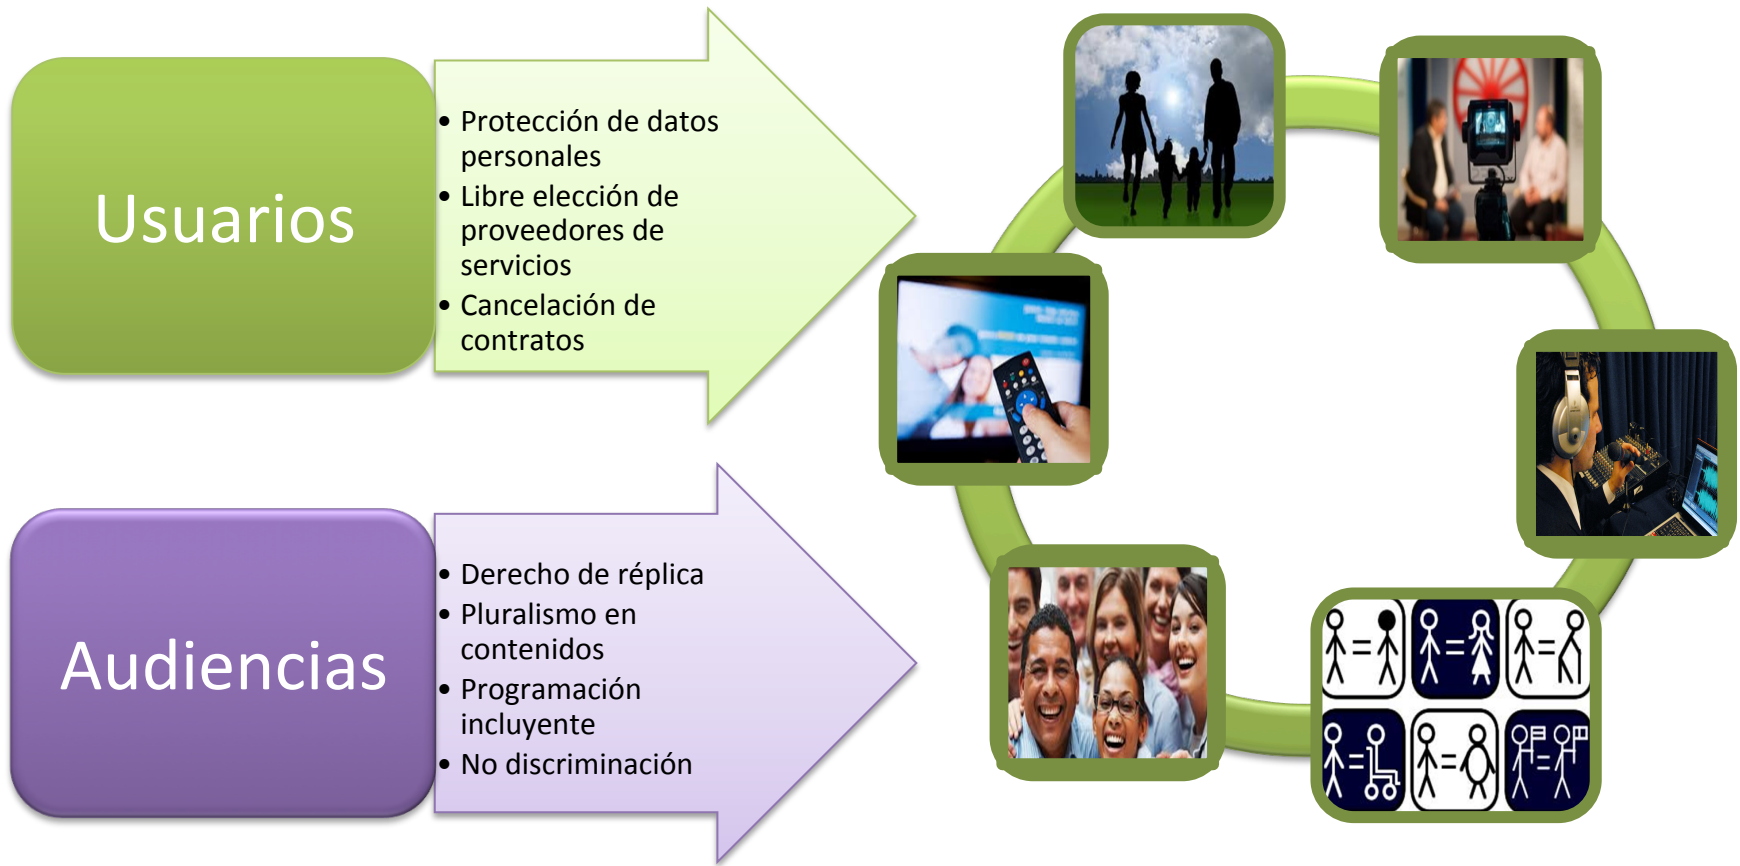 Usuarios
• Protección de datos
personales
• Libre elección de
proveedores de
servicios
• Cancelación de
contratos
Audiencias
• Derecho de réplica
• Pluralismo en
contenidos
• Programación
incluyente
• No discriminación